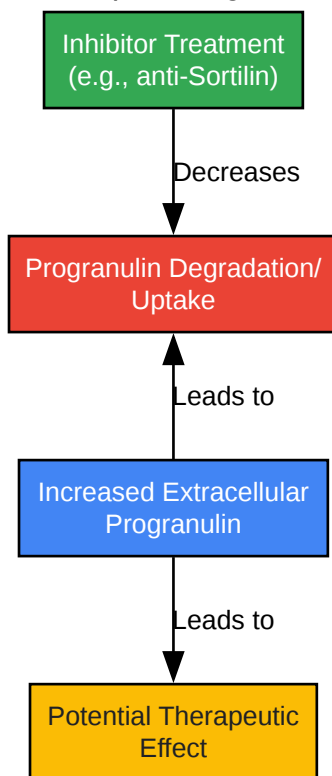 Inhibitor Treatment
(e.g., anti-Sortilin)
Decreases
Progranulin Degradation/
Uptake
Leads to
Increased Extracellular
Progranulin
Leads to
Potential Therapeutic
Effect